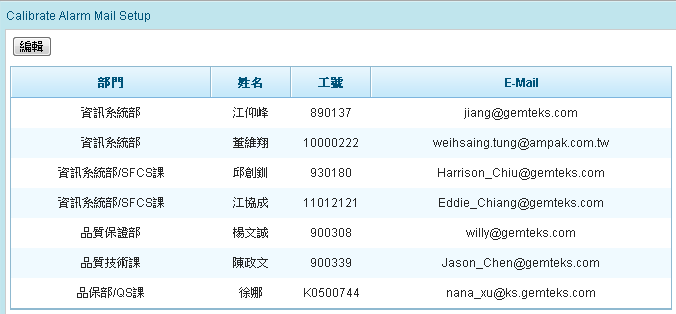 Calibrate Alarm Mail Setup
編輯
部門 姓名 工號 E-Mail
資訊系統部 江仰峰 890137 jiang@gemteks.com
資訊系統部 董維翔 10000222 weihsaing.tung@ampak.com.tw
資訊系統部/SFCS課 邱創釧 930180 Harrison_Chiu@gemteks.com
資訊系統部/SFCS課 江協成 11012121 Eddie_Chiang@gemteks.com
品質保證部 楊文誠 900308 willy@gemteks.com
品質技術課 陳政文 900339 Jason_Chen@gemteks.com
品保部/QS課 徐娜 K0500744 nana_xu@ks.gemteks.com